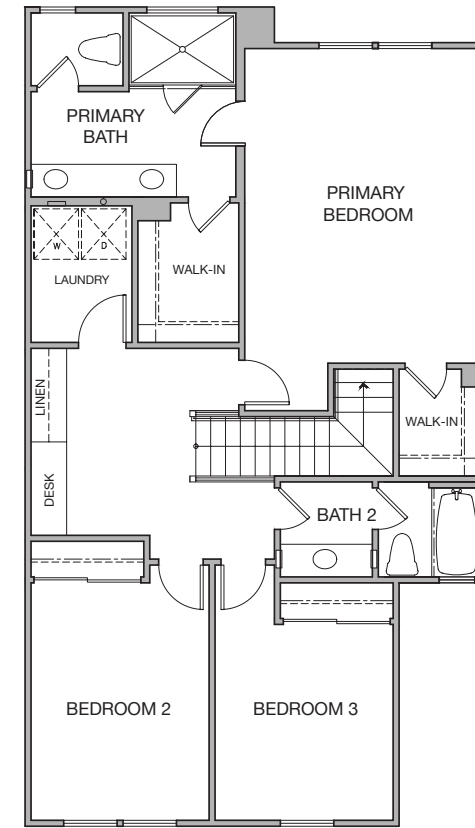 PRIMARY
BATH
PRIMARY
BEDROOM
W
D
LAUNDRY
WALK-IN
LINEN
WALK-IN
DESK
BATH 2
BEDROOM 2
BEDROOM 3